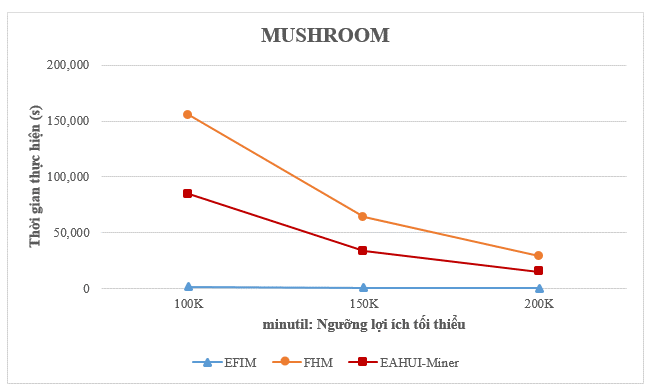 MUSHROOM
200,000
150,000
100,000
50,000
0
Thời gian thực hiện (s)
100K 150K 200K
minutil: Ngưỡng lợi ích tối thiểu
EFIM FHM EAHUI-Miner